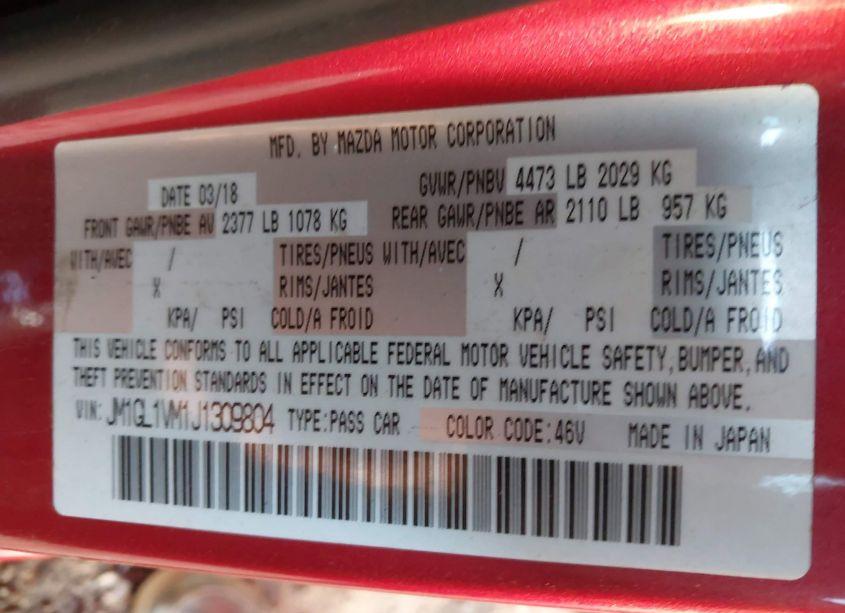 MFD. BY MAZDA MOTOR CORPORATION
DATE 03/18 GVWR/PNBV 4473 LB 2029 KG
FRONT GAWR/PNBE AV 2377 LB 1078 KG REAR GAWR/PNBE AR 2110 LB 957 KG
WITH/AVEC / TIRES/PNEUS WITH/AVEC / TIRES/PNEUS
X RIMS/JANTES X RIMS/JANTES
KPA/ PSI COLD/A FROID KPA/ PSI COLD/A FROID
THIS VEHICLE CONFORMS TO ALL APPLICABLE FEDERAL MOTOR VEHICLE SAFETY, BUMPER, AND
THEFT PREVENTION STANDARDS IN EFFECT ON THE DATE OF MANUFACTURE SHOWN ABOVE.
VIN: JM1GL1VM1J1309804 TYPE:PASS CAR COLOR CODE:46V MADE IN JAPAN